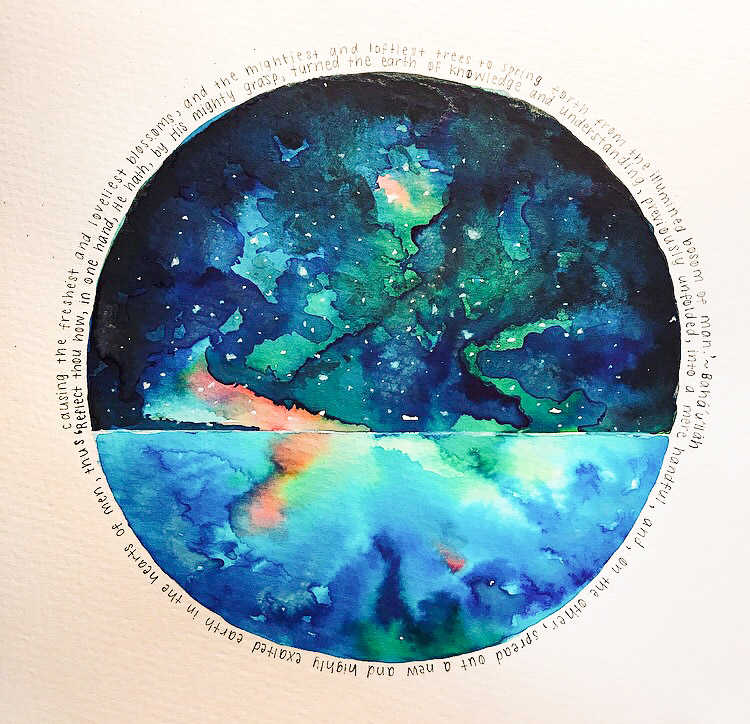 'Reflect thou how, in one hand, He hath, by His mighty grasp, turned the earth of knowledge and understanding, previously unfolded, into a mere handful, and, on the other, spread out a new and highly exalted earth in the hearts of men, thus
causing the freshest and loveliest blossoms, and the mightiest and loftiest trees to spring forth from the illumined bosom of man.' ~Baha'u'llah